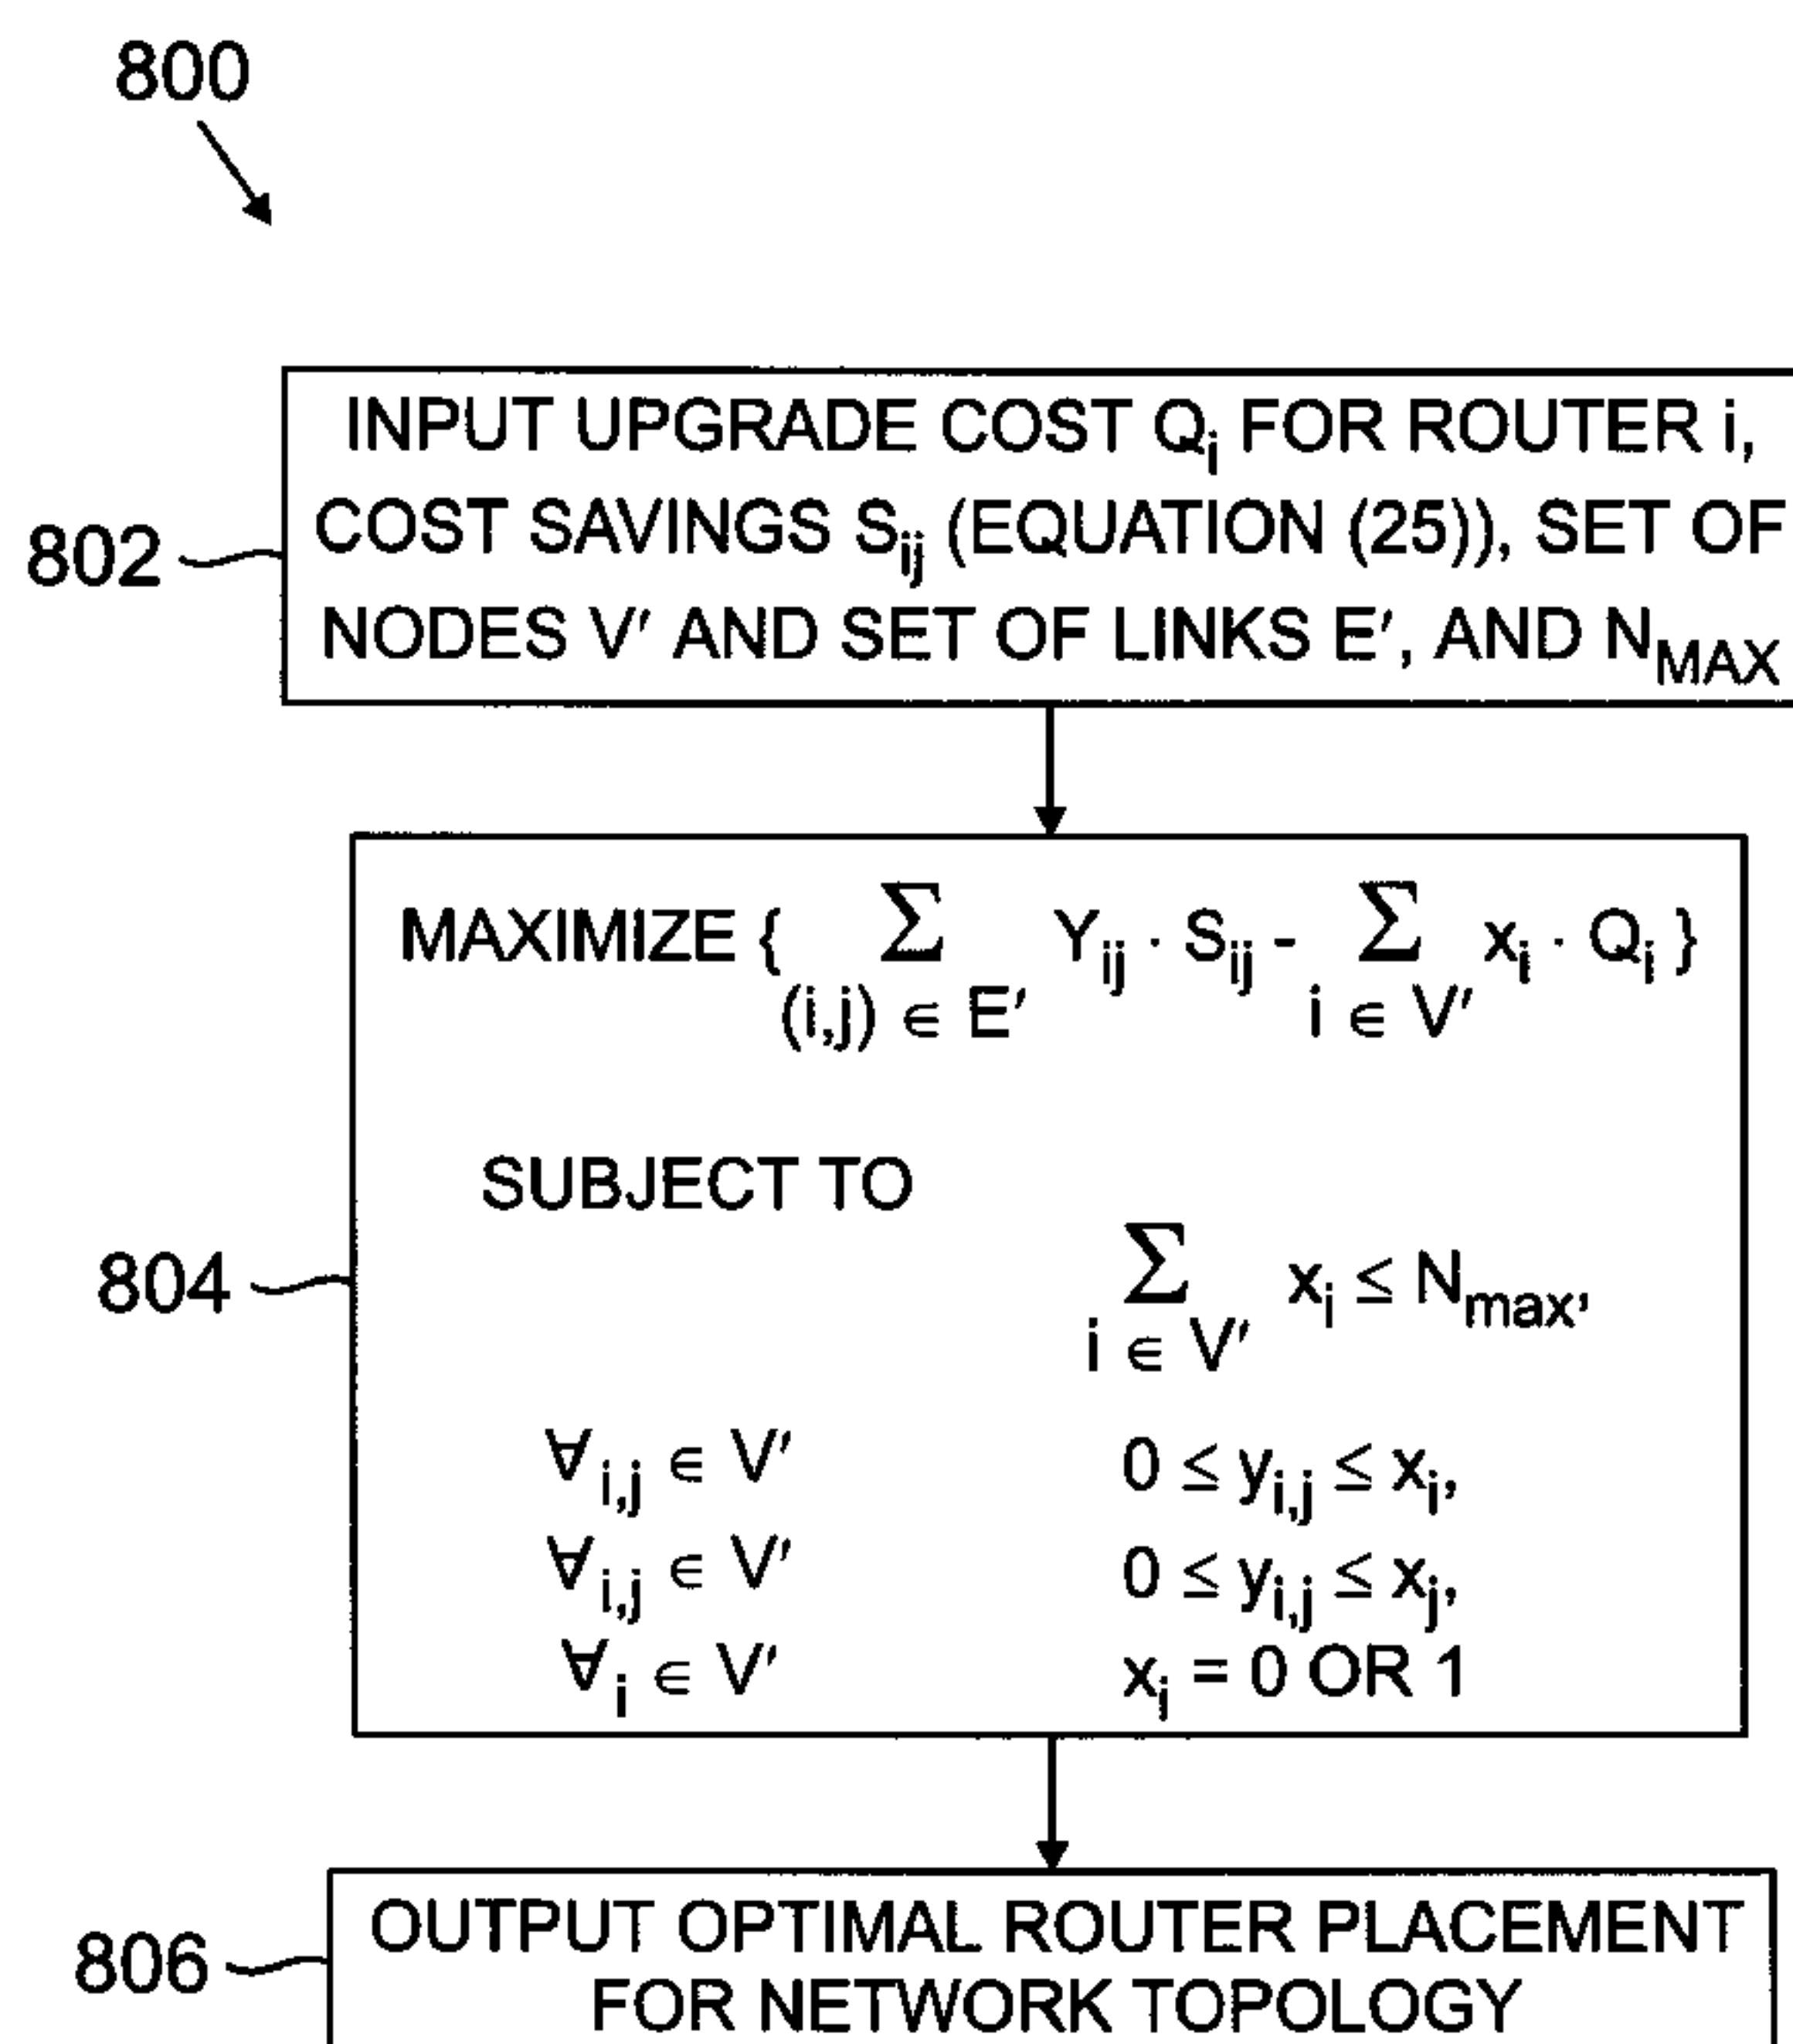 800
INPUT UPGRADE COST Qi FOR ROUTER i,
802
COST SAVINGS Sij (EQUATION (25)), SET OF
NODES V′ AND SET OF LINKS E′, AND NMAX
MAXIMIZE { Σ Yij · Sij - Σ xi · Qi }
(i,j) ∈ E′ i ∈ V′
SUBJECT TO
804
Σ xi ≤ Nmax,
i ∈ V′
∀i,j ∈ V′ 0 ≤ yi,j ≤ xi,
∀i,j ∈ V′ 0 ≤ yi,j ≤ xj,
∀i ∈ V′ xi = 0 OR 1
806
OUTPUT OPTIMAL ROUTER PLACEMENT
FOR NETWORK TOPOLOGY